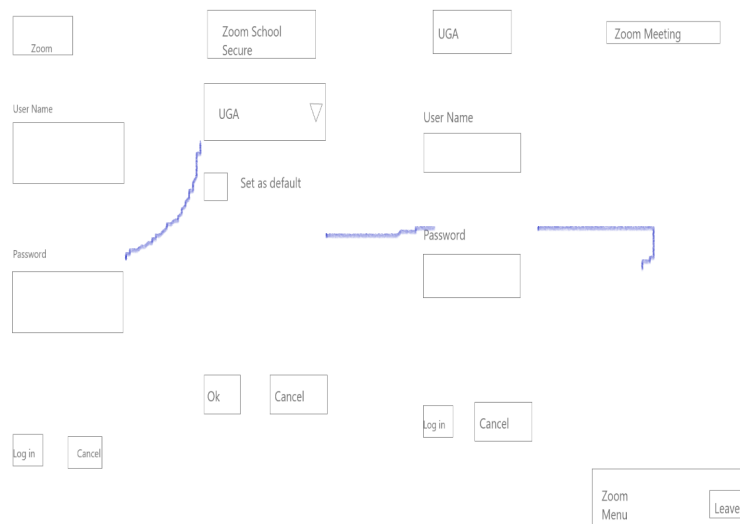 Zoom
User Name
Password
Log in
Cancel
Zoom School
Secure
UGA
Set as default
Ok
Cancel
UGA
User Name
Password
Log in
Cancel
Zoom Meeting
Zoom
Menu
Leave